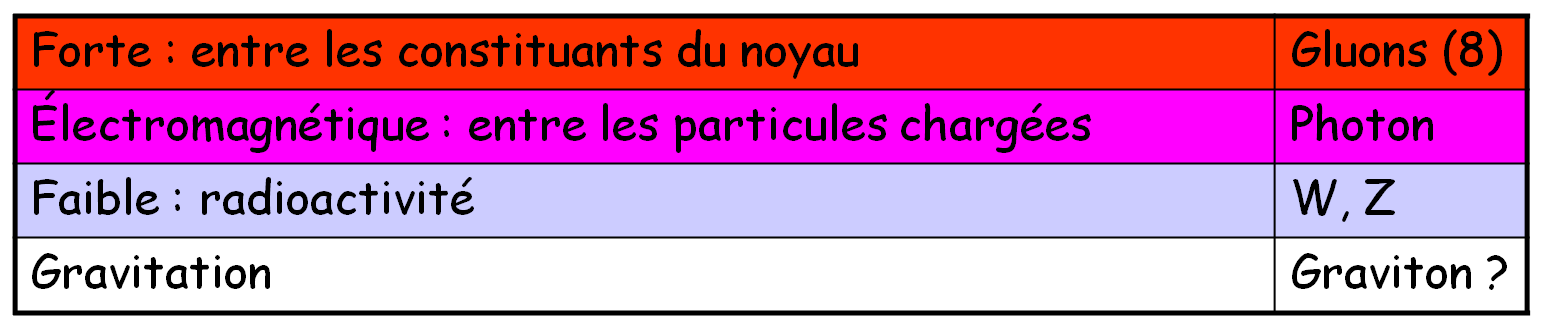 Forte : entre les constituants du noyau Gluons (8)
Électromagnétique : entre les particules chargées Photon
Faible : radioactivité W, Z
Gravitation Graviton ?